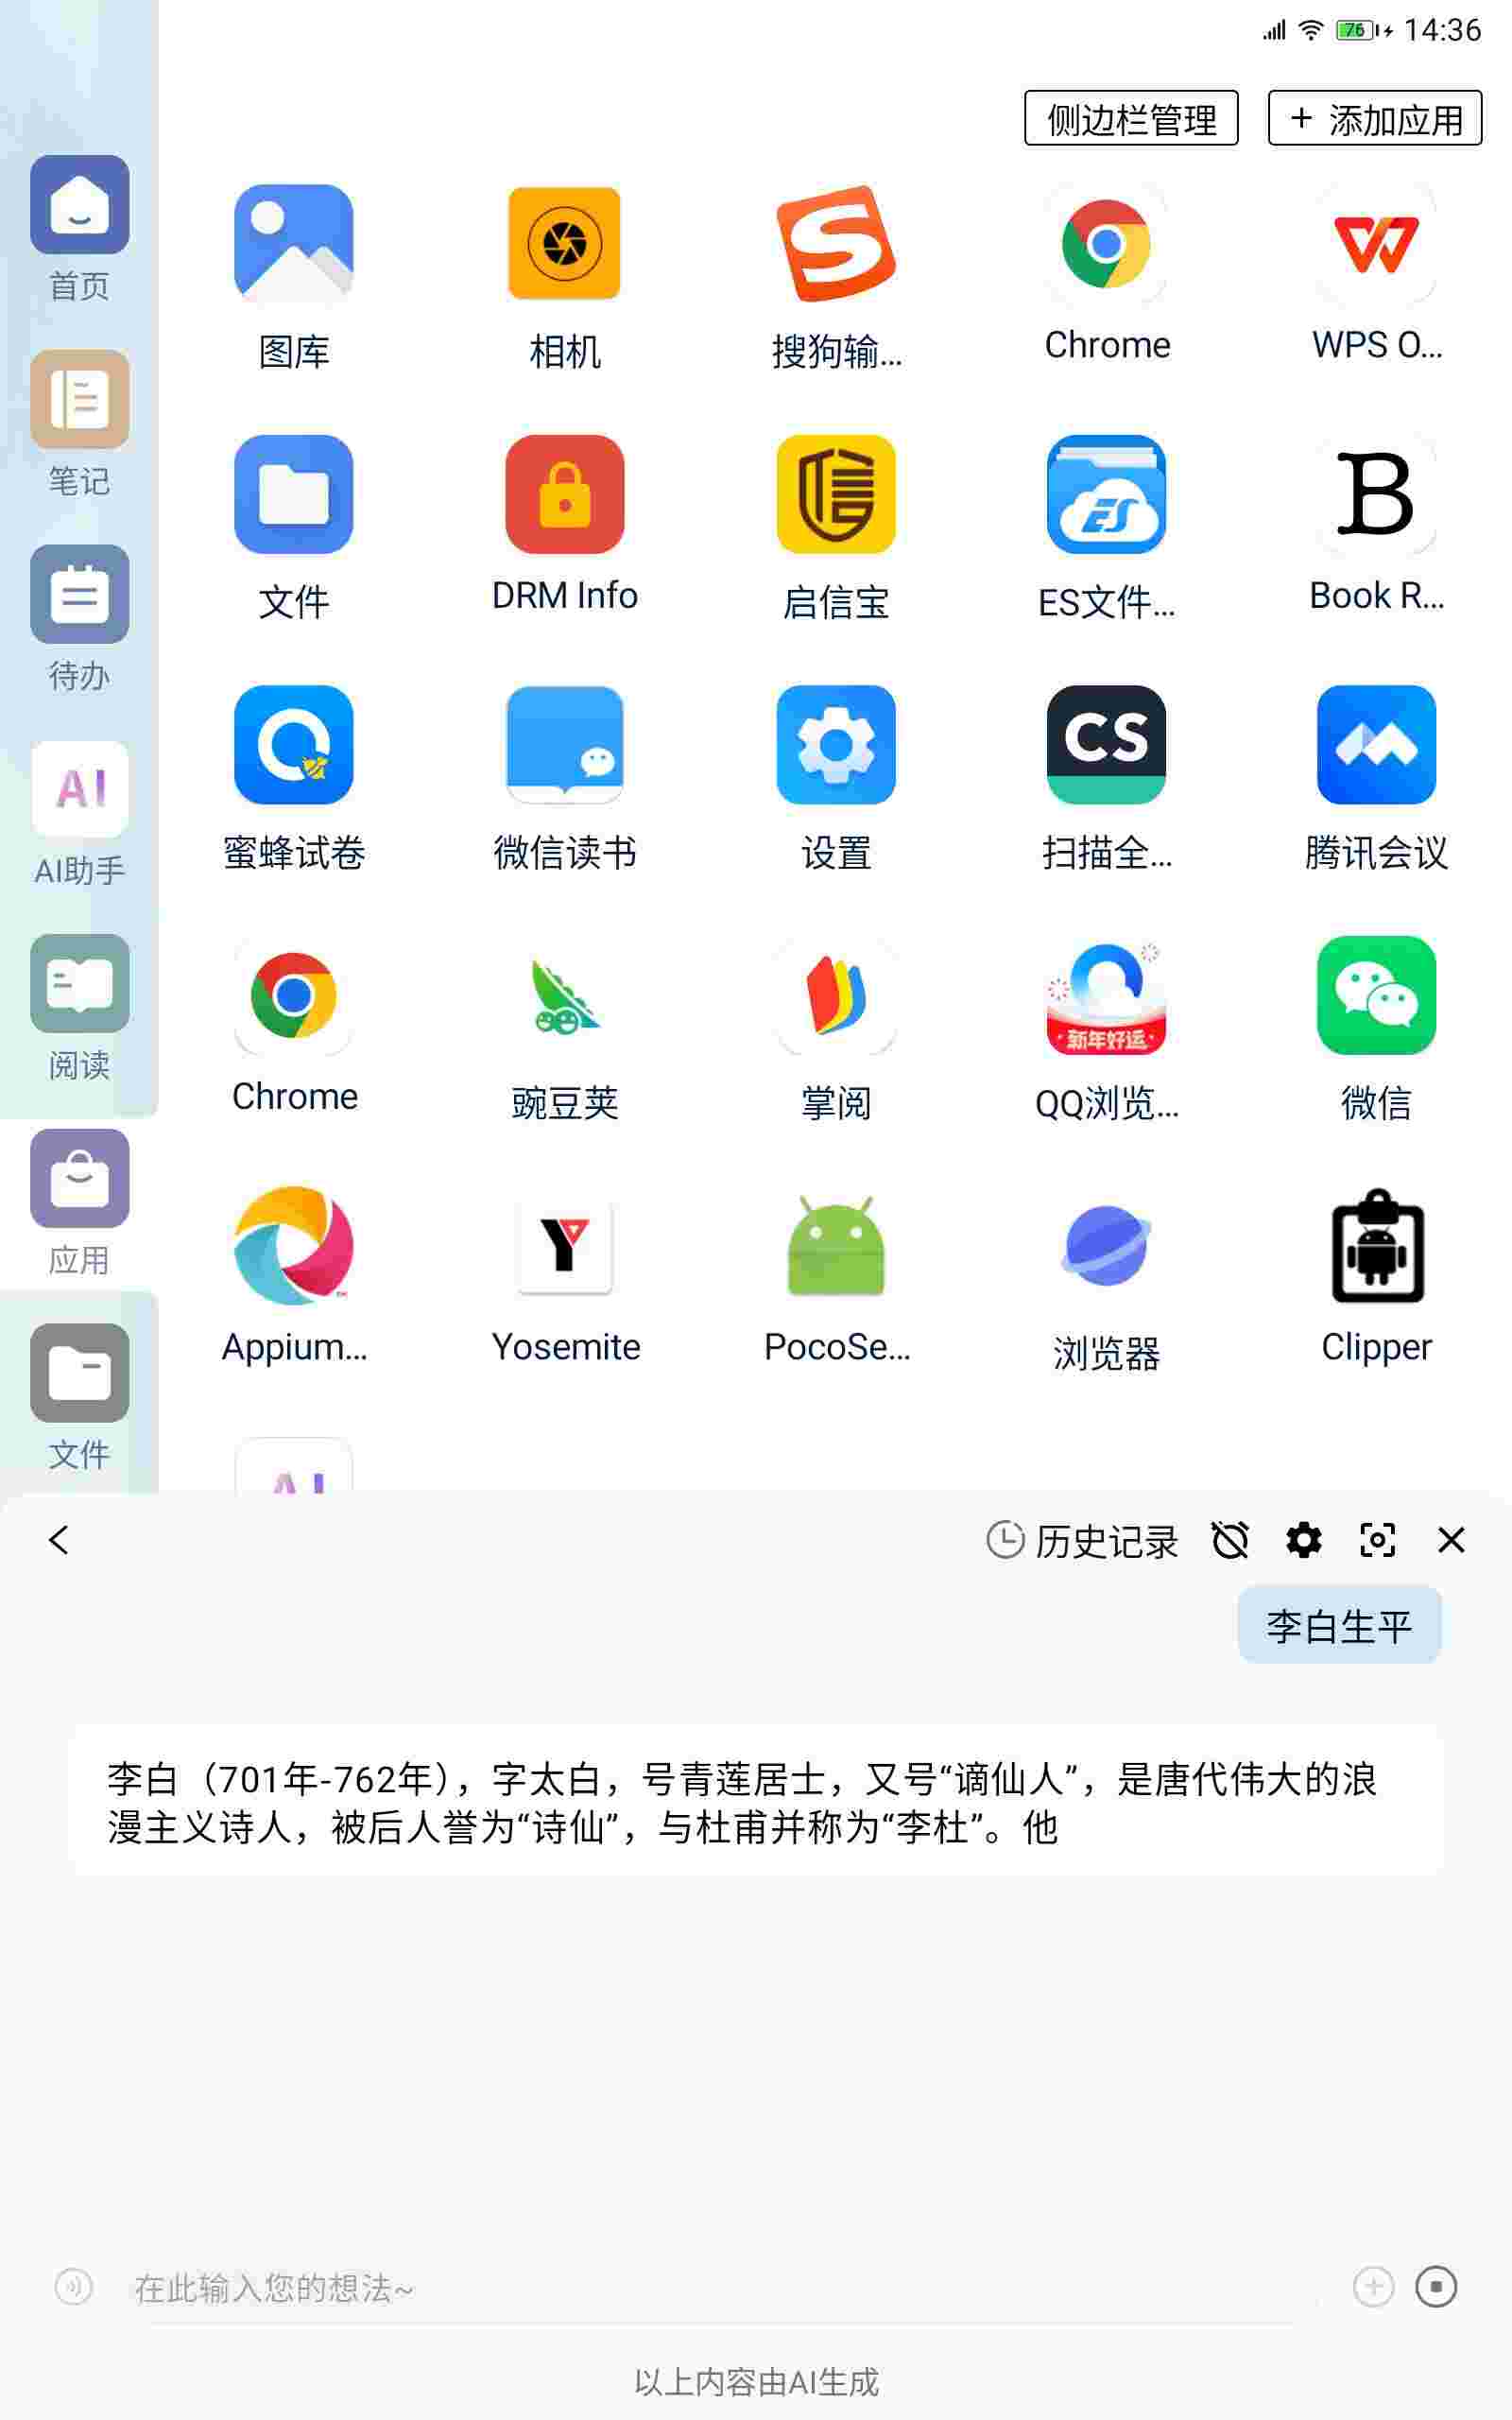 76 14:36
侧边栏管理 + 添加应用
首页
图库 相机 搜狗输... Chrome WPS O...
笔记
文件 DRM Info 启信宝 ES文件... Book R...
待办
AI
AI助手
蜜蜂试卷 微信读书 设置 扫描全... 腾讯会议
CS
阅读
新年好运
Chrome 豌豆荚 掌阅 QQ浏览... 微信
应用
Appium... Yosemite PocoSe... 浏览器 Clipper
文件
AI
历史记录
李白生平
李白（701年-762年），字太白，号青莲居士，又号“谪仙人”，是唐代伟大的浪
漫主义诗人，被后人誉为“诗仙”，与杜甫并称为“李杜”。他
在此输入您的想法~
以上内容由AI生成